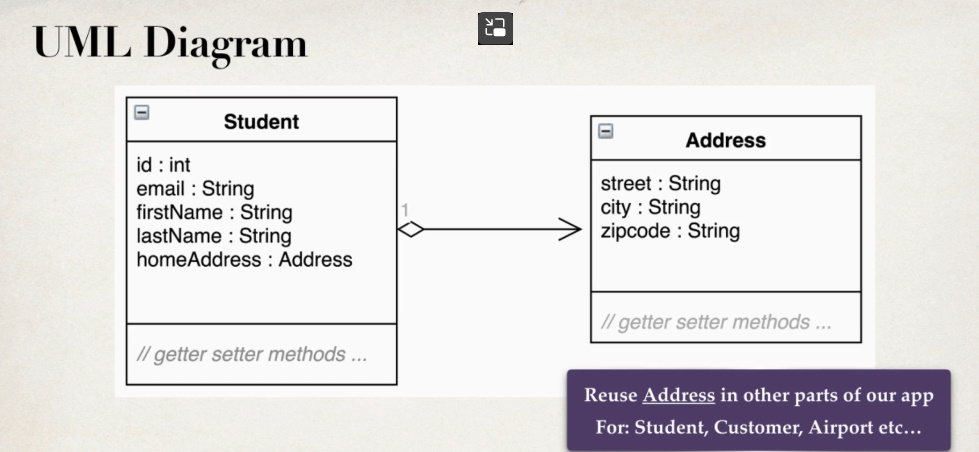 UML Diagram
Student
id : int
email : String
firstName : String
lastName : String
homeAddress : Address
// getter setter methods ...
1
Address
street : String
city : String
zipcode : String
// getter setter methods ...
Reuse Address in other parts of our app
For: Student, Customer, Airport etc…